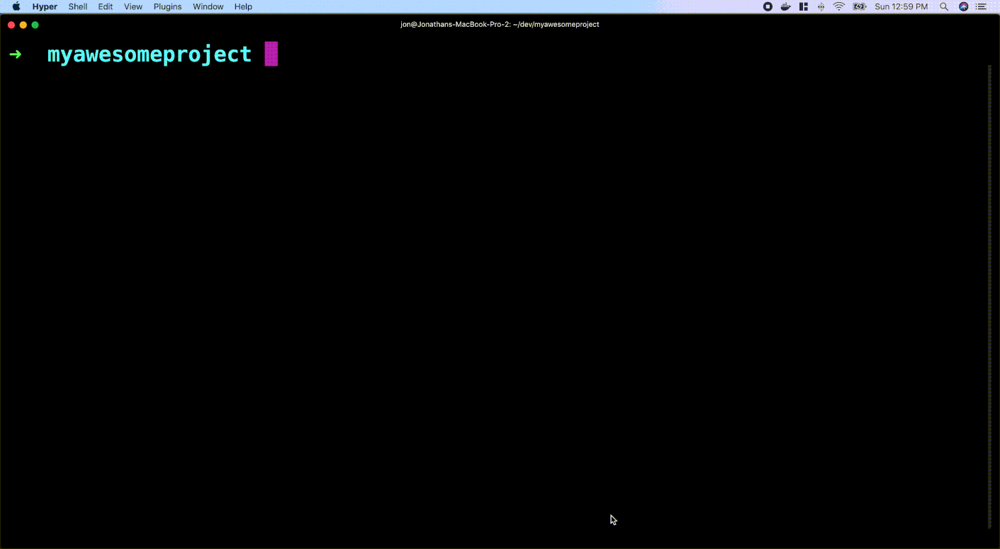 Hyper Shell Edit View Plugins Window Help Sun 12:59 PM
jon@Jonathans-MacBook-Pro-2: ~/dev/myawesomeproject
➜ myawesomeproject